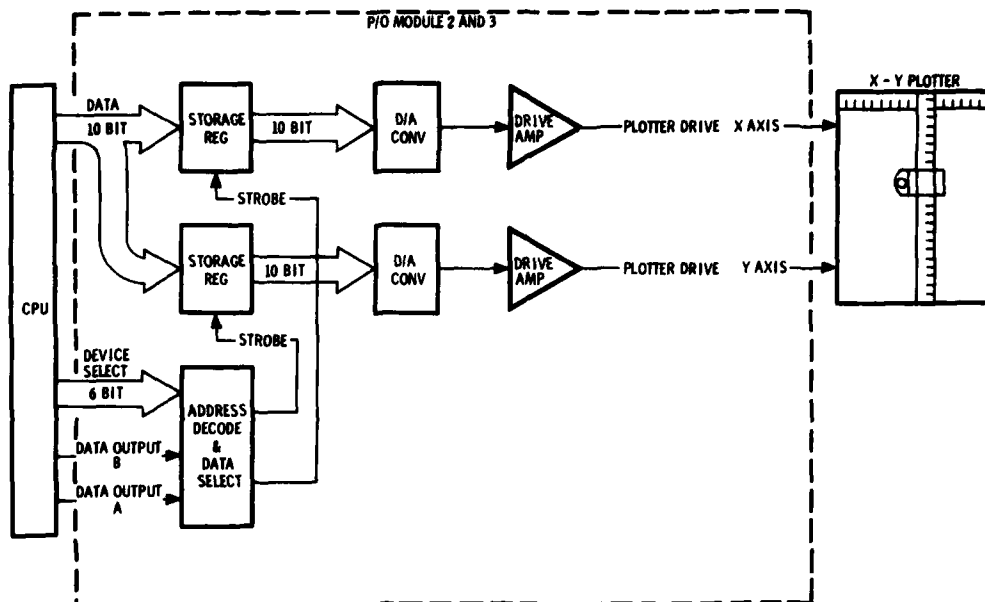 P/O MODULE 2 AND 3
X - Y PLOTTER
DATA
10 BIT
STORAGE
REG
10 BIT
D/A
CONV
DRIVE
AMP
PLOTTER DRIVE X AXIS
STROBE
STORAGE
REG
10 BIT
D/A
CONV
DRIVE
AMP
PLOTTER DRIVE Y AXIS
CPU
STROBE
DEVICE
SELECT
6 BIT
ADDRESS
DECODE
&
DATA
SELECT
DATA OUTPUT
B
DATA OUTPUT
A